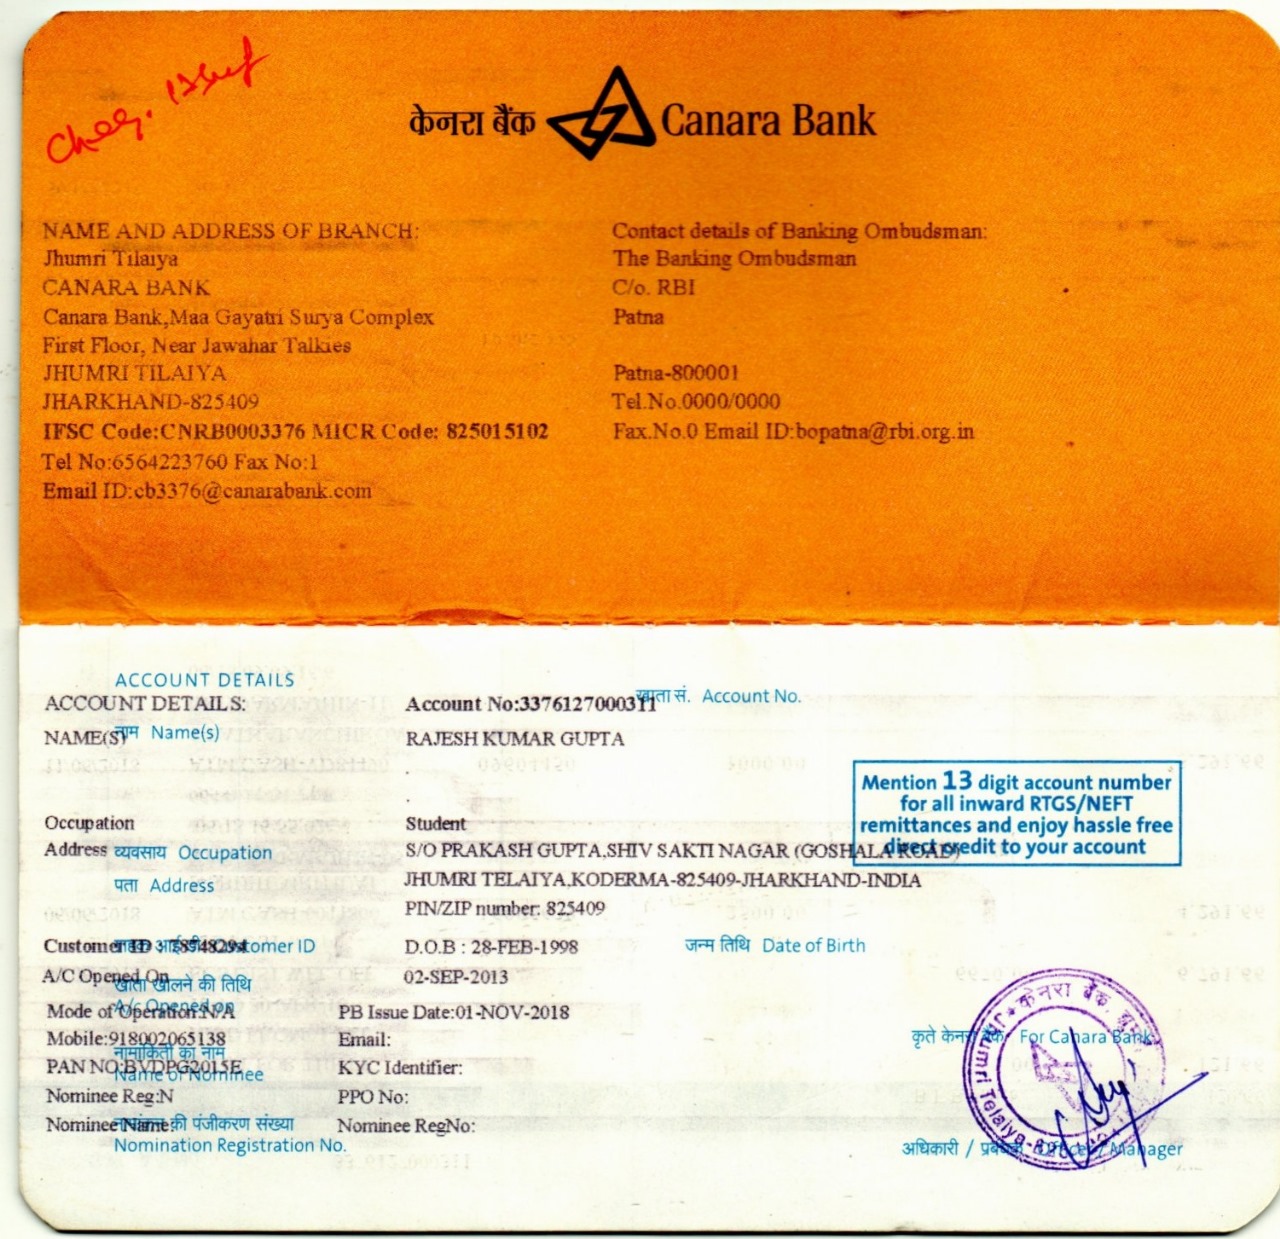 केनरा बैंक Canara Bank
NAME AND ADDRESS OF BRANCH:
Jhumri Tilaiya
CANARA BANK
Canara Bank,Maa Gayatri Surya Complex
First Floor, Near Jawahar Talkies
JHUMRI TILAIYA
JHARKHAND-825409
IFSC Code:CNRB0003376 MICR Code: 825015102
Tel No:6564223760 Fax No:1
Email ID:cb3376@canarabank.com
Contact details of Banking Ombudsman:
The Banking Ombudsman
C/o. RBI
Patna
Patna-800001
Tel.No.0000/0000
Fax.No.0 Email ID:bopatna@rbi.org.in
ACCOUNT DETAILS
ACCOUNT DETAILS: Account No:3376127000311 खाता सं. Account No.
नाम Name(s)
NAME(S) RAJESH KUMAR GUPTA
Mention 13 digit account number
for all inward RTGS/NEFT
remittances and enjoy hassle free
direct credit to your account
Occupation Student
Address S/O PRAKASH GUPTA,SHIV SAKTI NAGAR (GOSHALA ROAD)
व्यवसाय Occupation
JHUMRI TELAIYA,KODERMA-825409-JHARKHAND-INDIA
पता Address
PIN/ZIP number: 825409
Customer ID D.O.B : 28-FEB-1998 जन्म तिथि Date of Birth
Customer ID
A/C Opened On 02-SEP-2013
खाता खोलने की तिथि
A/c Opened on
Mode of Operation:N/A PB Issue Date:01-NOV-2018
Mobile:918002065138 Email:
कृते केनरा बैंक For Canara Bank
नामांकिती का नाम
PAN NO:BVDPG2015E KYC Identifier:
Name of Nominee
Nominee Reg:N PPO No:
Nominee Name: Nominee RegNo:
की पंजीकरण संख्या
Nomination Registration No.
अधिकारी / Manager